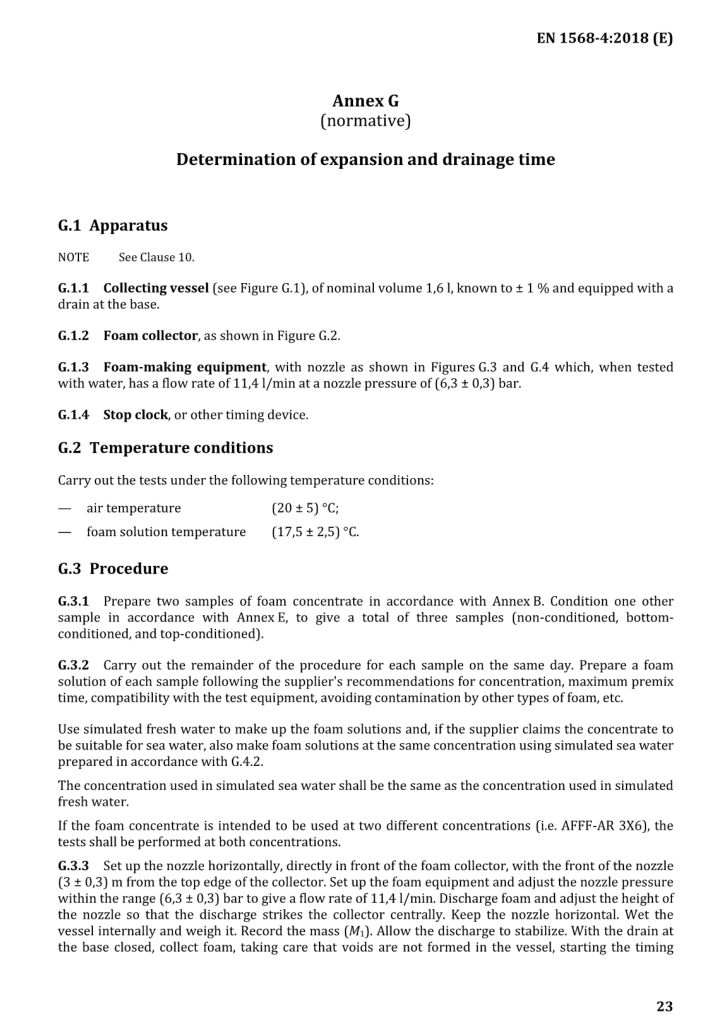 EN 1568-4:2018 (E)
Annex G
(normative)
Determination of expansion and drainage time
G.1 Apparatus
NOTE See Clause 10.
G.1.1 Collecting vessel (see Figure G.1), of nominal volume 1,6 l, known to ± 1 % and equipped with a
drain at the base.
G.1.2 Foam collector, as shown in Figure G.2.
G.1.3 Foam-making equipment, with nozzle as shown in Figures G.3 and G.4 which, when tested
with water, has a flow rate of 11,4 l/min at a nozzle pressure of (6,3 ± 0,3) bar.
G.1.4 Stop clock, or other timing device.
G.2 Temperature conditions
Carry out the tests under the following temperature conditions:
— air temperature (20 ± 5) °C;
— foam solution temperature (17,5 ± 2,5) °C.
G.3 Procedure
G.3.1 Prepare two samples of foam concentrate in accordance with Annex B. Condition one other
sample in accordance with Annex E, to give a total of three samples (non-conditioned, bottom-
conditioned, and top-conditioned).
G.3.2 Carry out the remainder of the procedure for each sample on the same day. Prepare a foam
solution of each sample following the supplier's recommendations for concentration, maximum premix
time, compatibility with the test equipment, avoiding contamination by other types of foam, etc.
Use simulated fresh water to make up the foam solutions and, if the supplier claims the concentrate to
be suitable for sea water, also make foam solutions at the same concentration using simulated sea water
prepared in accordance with G.4.2.
The concentration used in simulated sea water shall be the same as the concentration used in simulated
fresh water.
If the foam concentrate is intended to be used at two different concentrations (i.e. AFFF-AR 3X6), the
tests shall be performed at both concentrations.
G.3.3 Set up the nozzle horizontally, directly in front of the foam collector, with the front of the nozzle
(3 ± 0,3) m from the top edge of the collector. Set up the foam equipment and adjust the nozzle pressure
within the range (6,3 ± 0,3) bar to give a flow rate of 11,4 l/min. Discharge foam and adjust the height of
the nozzle so that the discharge strikes the collector centrally. Keep the nozzle horizontal. Wet the
vessel internally and weigh it. Record the mass (M1). Allow the discharge to stabilize. With the drain at
the base closed, collect foam, taking care that voids are not formed in the vessel, starting the timing
23